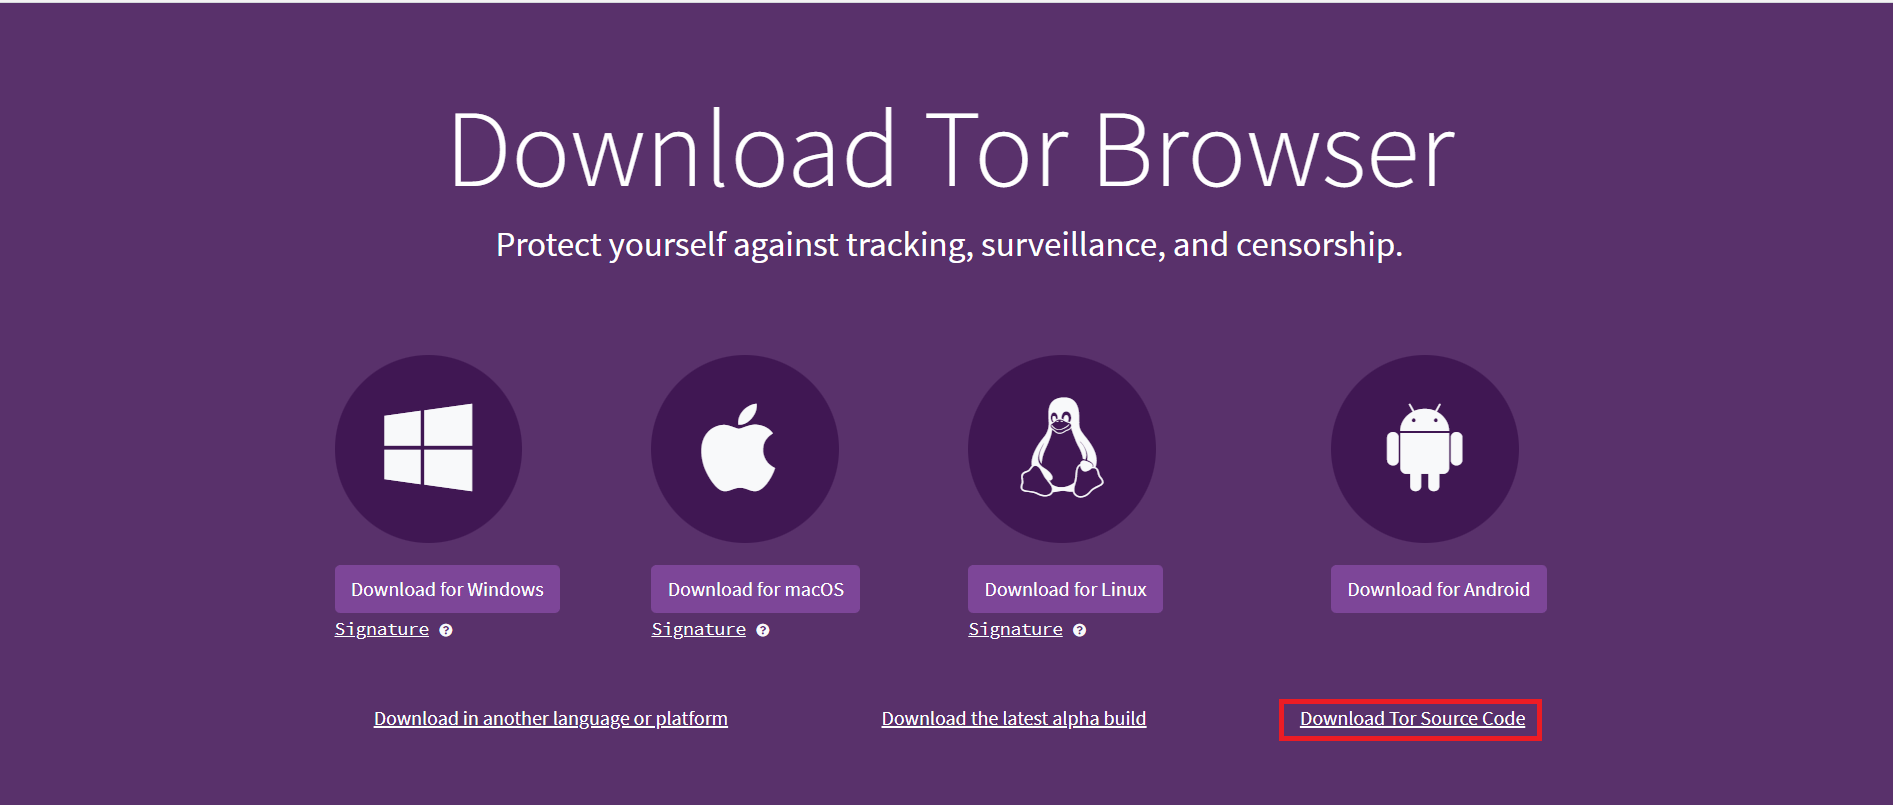 Download Tor Browser
Protect yourself against tracking, surveillance, and censorship.
Download for Windows
Download for macOS
Download for Linux
Download for Android
Signature ?
Signature ?
Signature ?
Download in another language or platform
Download the latest alpha build
Download Tor Source Code